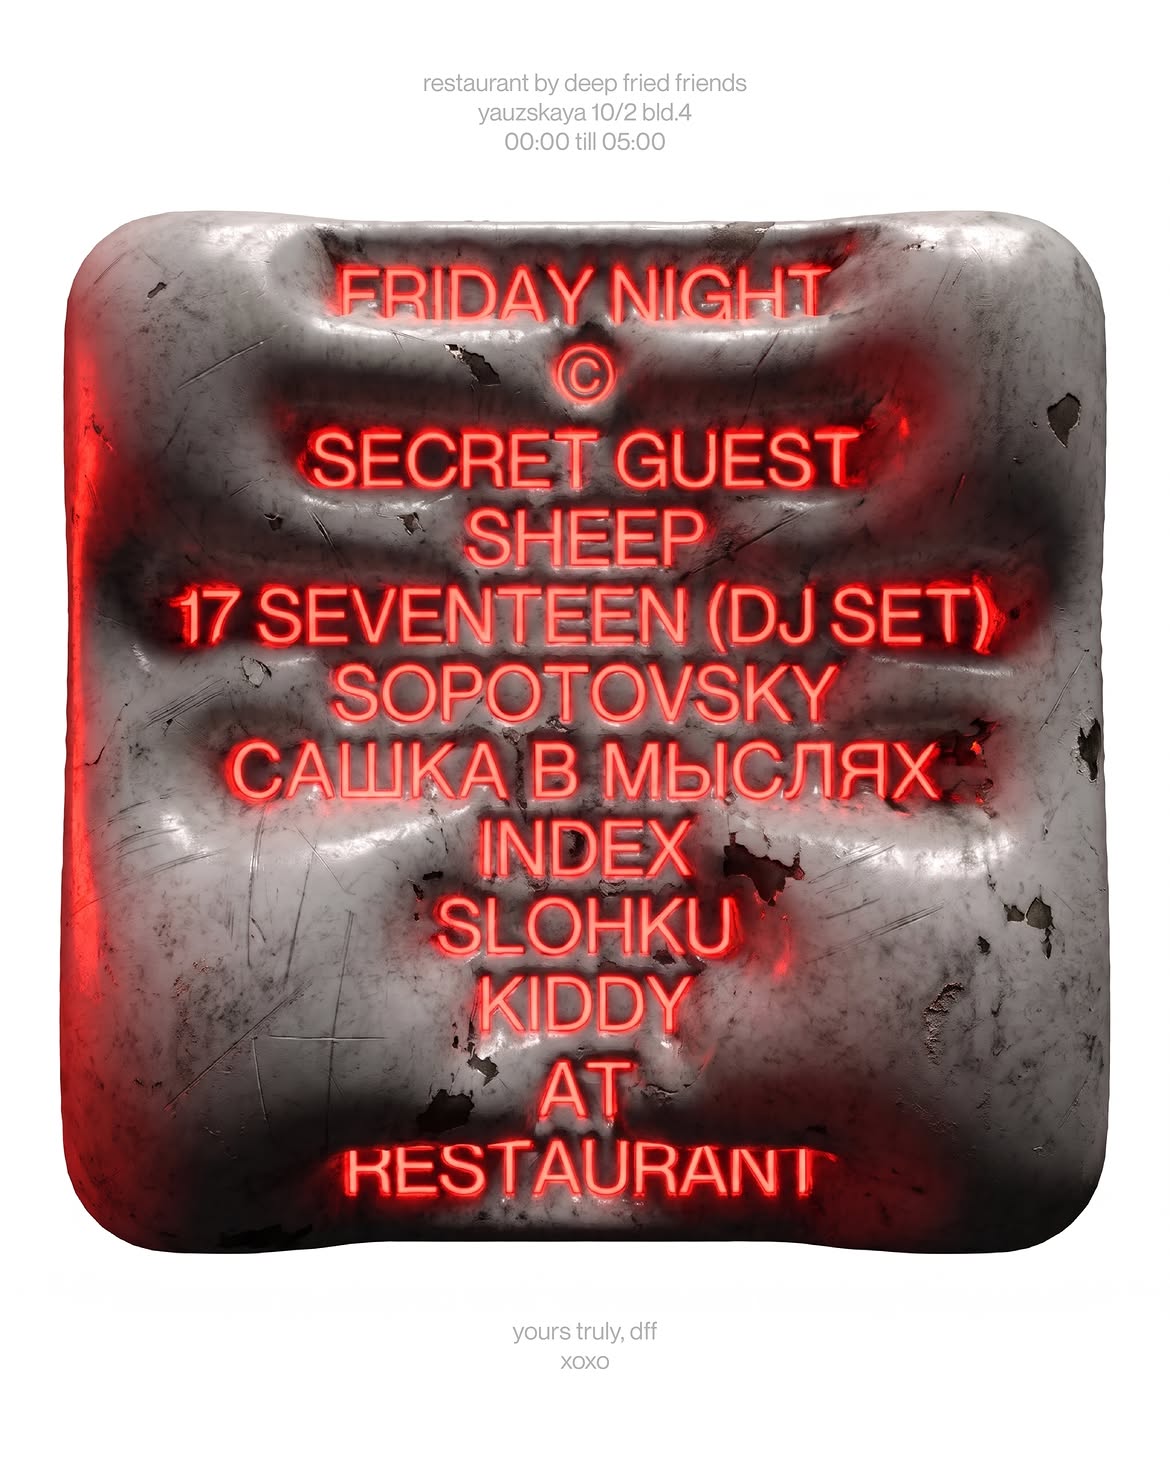 restaurant by deep fried friends
yauzskaya 10/2 bld.4
00:00 till 05:00
FRIDAY NIGHT
©
SECRET GUEST
SHEEP
17 SEVENTEEN (DJ SET)
SOPOTOVSKY
САШКА В МЫСЛЯХ
INDEX
SLOHKU
KIDDY
AT
RESTAURANT
yours truly, dff
xoxo